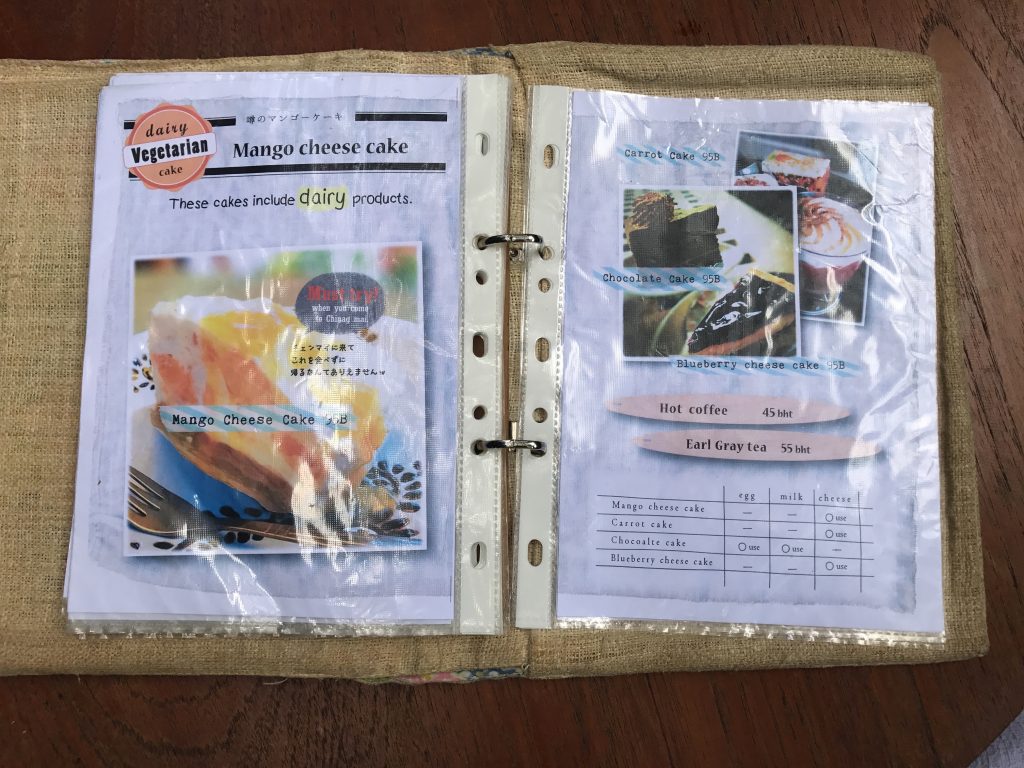 dairy
Vegetarian
cake
噂のマンゴーケーキ
Mango cheese cake
These cakes include dairy products.
Must try!
when you come
to Chinag mai
チェンマイに来て
これを食べずに
帰るなんてありえません
Mango Cheese Cake 95B
Carrot Cake 95B
Chocolate Cake 95B
Blueberry cheese cake 95B
Hot coffee 45 bht
Earl Gray tea 55 bht
egg milk cheese
Mango cheese cake — — ○ use
Carrot cake — — ○ use
Chocoalte cake ○ use ○ use —
Blueberry cheese cake — — ○ use